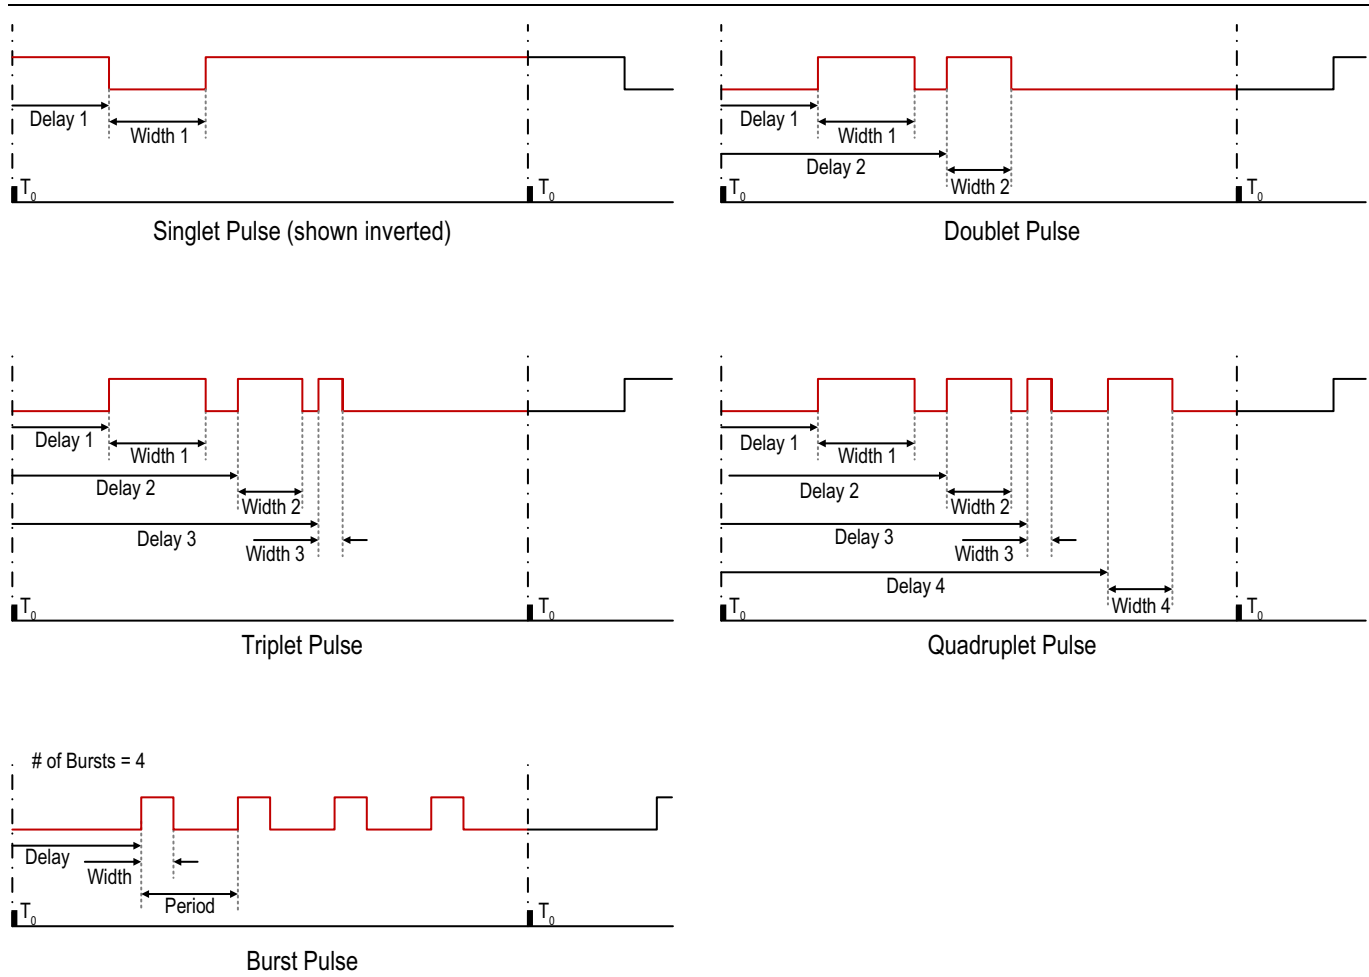 Delay 1
Width 1
T₀
T₀
Singlet Pulse (shown inverted)
Delay 1
Width 1
Delay 2
Width 2
T₀
T₀
Doublet Pulse
Delay 1
Width 1
Delay 2
Width 2
Delay 3
Width 3
T₀
T₀
Triplet Pulse
Delay 1
Width 1
Delay 2
Width 2
Delay 3
Width 3
Delay 4
Width 4
T₀
T₀
Quadruplet Pulse
# of Bursts = 4
Delay
Width
Period
T₀
T₀
Burst Pulse